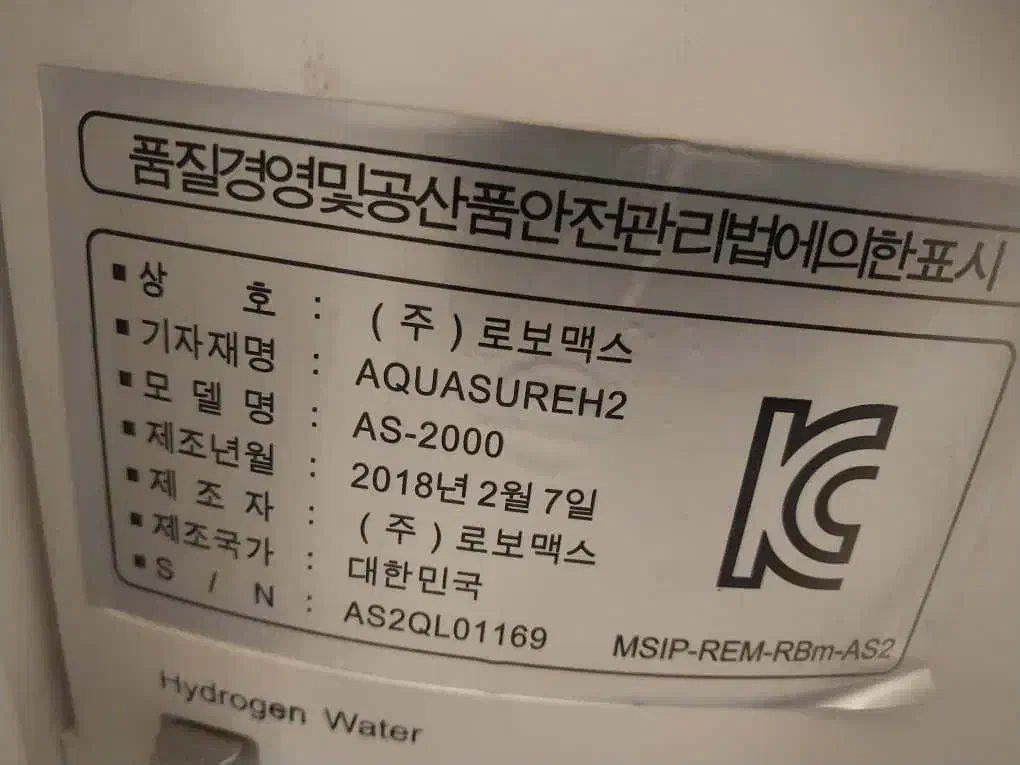 품질경영및공산품안전관리법에의한표시
■ 상 호 : (주)로보맥스
■ 기자재명 : AQUASUREH2
■ 모 델 명 : AS-2000
■ 제조년월 : 2018년 2월 7일
■ 제 조 자 : (주)로보맥스
■ 제조국가 : 대한민국
■ S / N : AS2QL01169
KC
MSIP-REM-RBm-AS2
Hydrogen Water